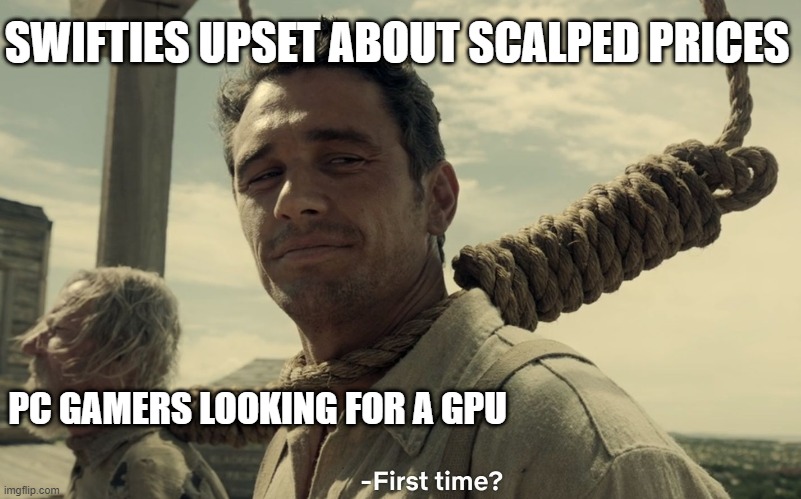 SWIFTIES UPSET ABOUT SCALPED PRICES
PC GAMERS LOOKING FOR A GPU
-First time?
imgflip.com